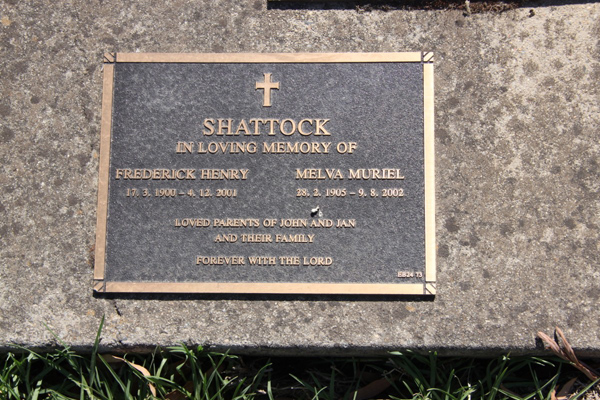 SHATTOCK
IN LOVING MEMORY OF
FREDERICK HENRY MELVA MURIEL
17. 3. 1900 – 4. 12. 2001 28. 2. 1905 – 9. 8. 2002
LOVED PARENTS OF JOHN AND JAN
AND THEIR FAMILY
FOREVER WITH THE LORD